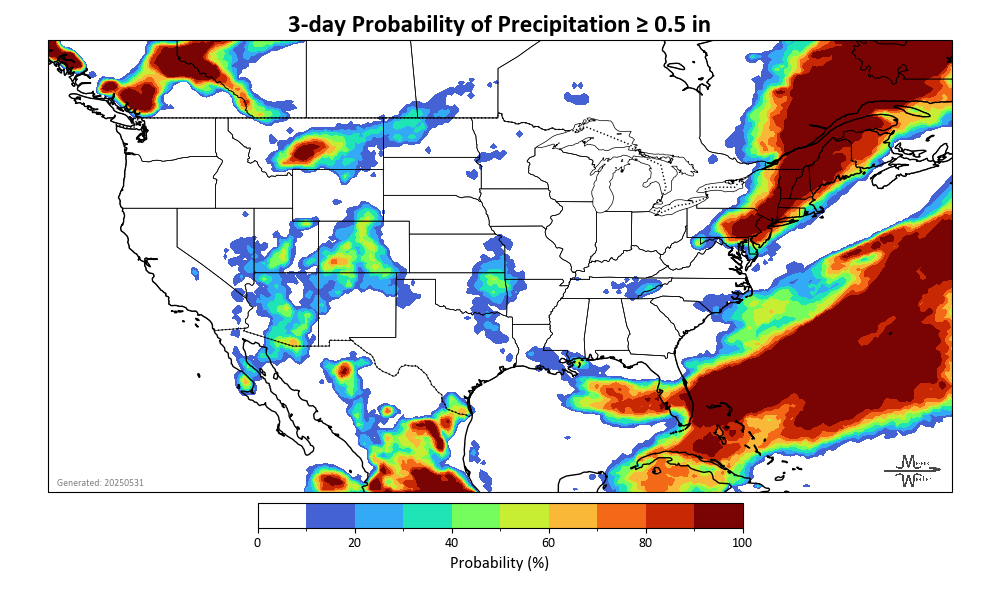 3-day Probability of Precipitation ≥ 0.5 in
Generated: 20250531
0 20 40 60 80 100
Probability (%)